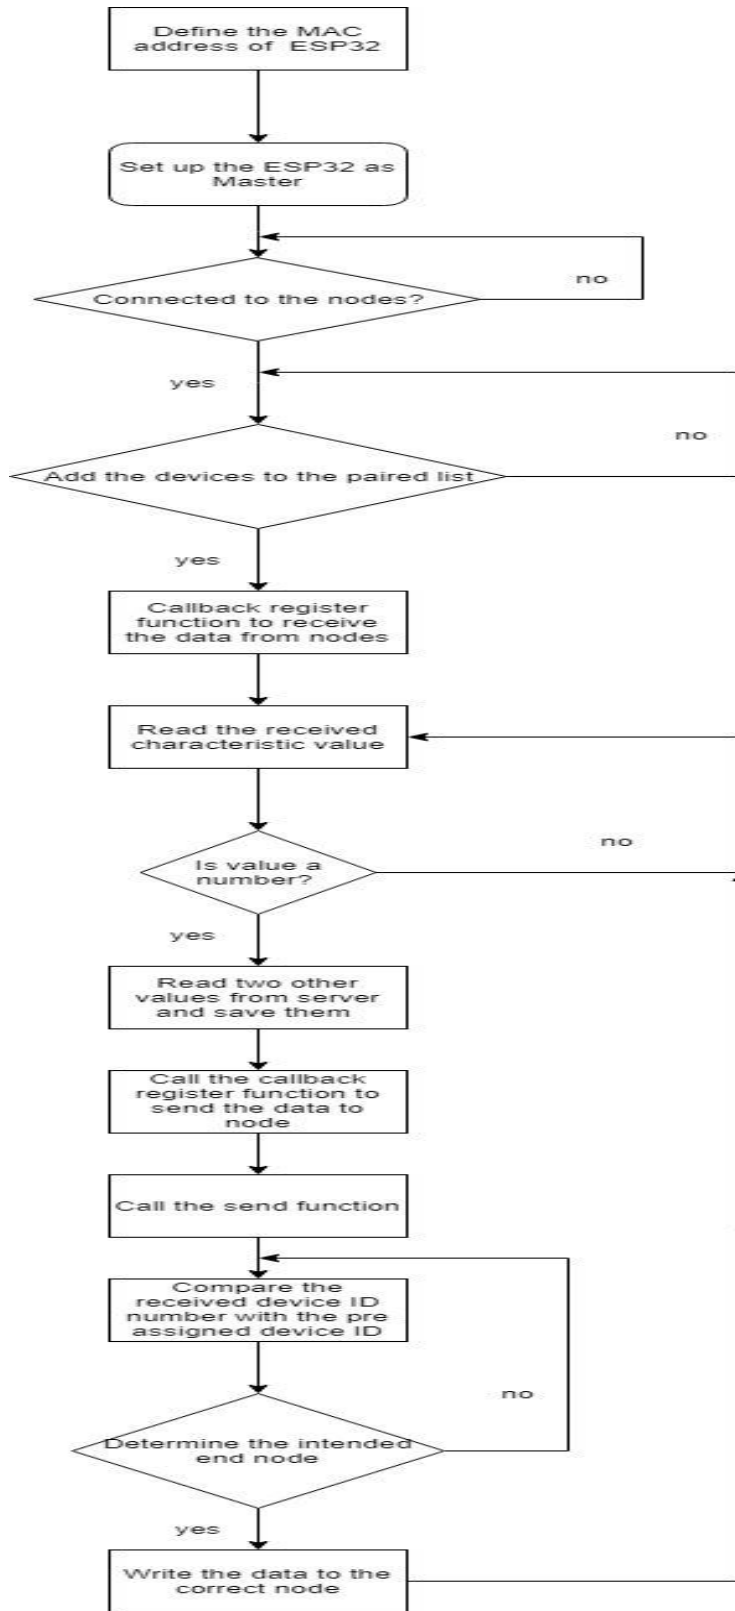 Define the MAC
address of ESP32
Set up the ESP32 as
Master
no
Connected to the nodes?
yes
no
Add the devices to the paired list
yes
Callback register
function to receive
the data from nodes
Read the received
characteristic value
no
Is value a
number?
yes
Read two other
values from server
and save them
Call the callback
register function to
send the data to
node
Call the send function
Compare the
received device ID
number with the pre
assigned device ID
no
Determine the intended
end node
yes
Write the data to the
correct node